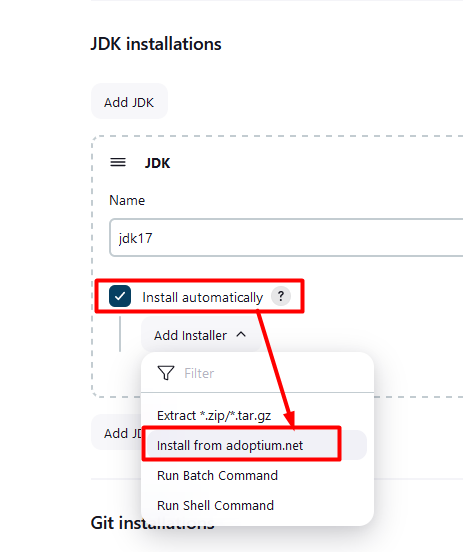 JDK installations
Add JDK
JDK
Name
jdk17
Install automatically ?
Add Installer
Filter
Extract *.zip/*.tar.gz
Install from adoptium.net
Run Batch Command
Run Shell Command
Add JD
Git installations